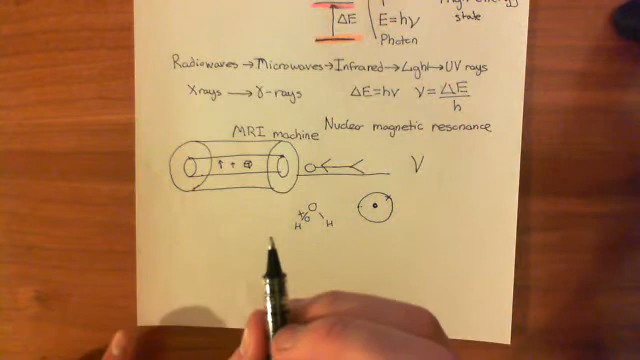 ΔE
E=hν
state
Photon
Radiowaves → Microwaves → Infrared → Light → UV rays
Xrays → γ-rays ΔE=hν ν = ΔE/h
MRI machine Nuclear magnetic resonance
ν
O
H H